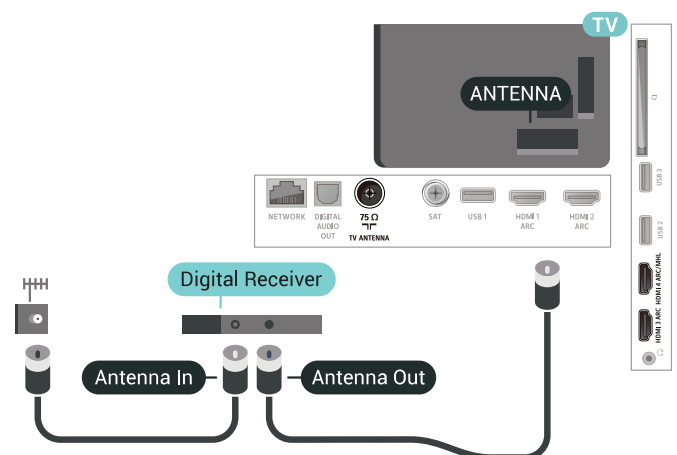 TV
ANTENNA
CI
USB 3
USB 2
HDMI 4 ARC/MHL
HDMI 3 ARC
NETWORK
DIGITAL
AUDIO
OUT
75 Ω
TV ANTENNA
SAT
USB 1
HDMI 1
ARC
HDMI 2
ARC
Digital Receiver
Antenna In
Antenna Out